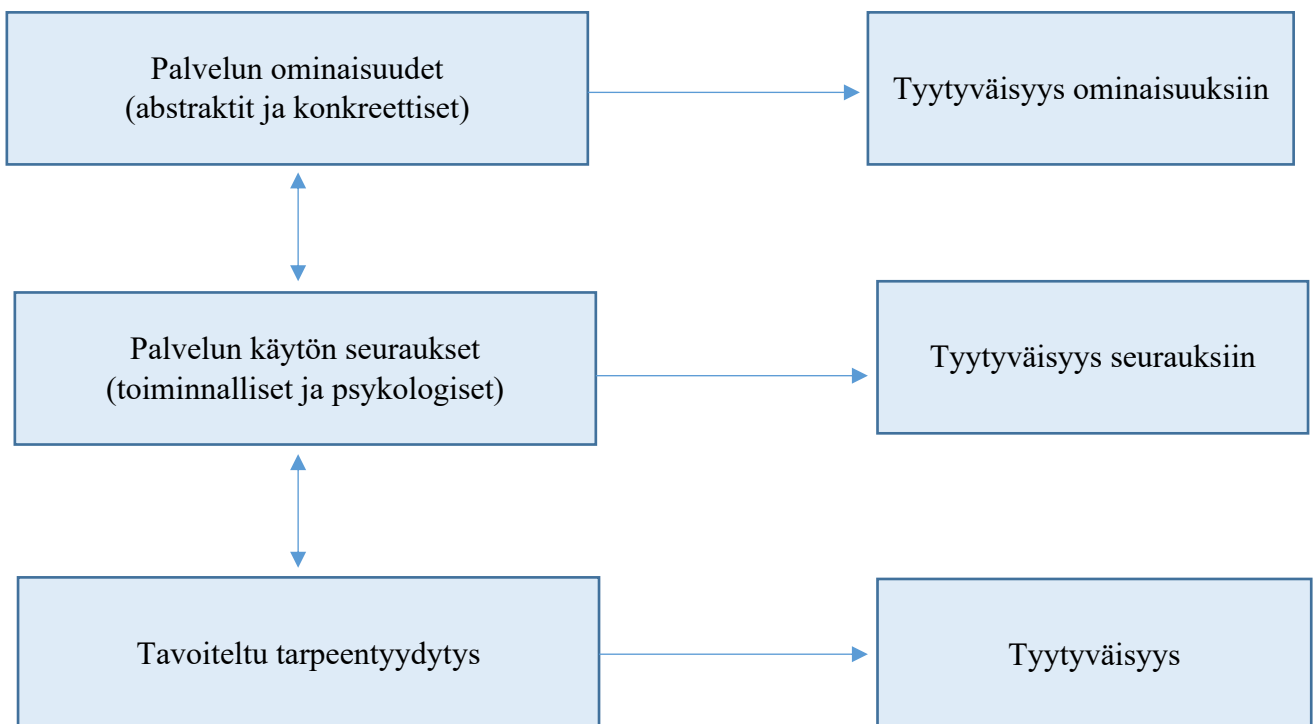 Palvelun ominaisuudet
(abstraktit ja konkreettiset)
Tyytyväisyys ominaisuuksiin
Palvelun käytön seuraukset
(toiminnalliset ja psykologiset)
Tyytyväisyys seurauksiin
Tavoiteltu tarpeentyydytys
Tyytyväisyys